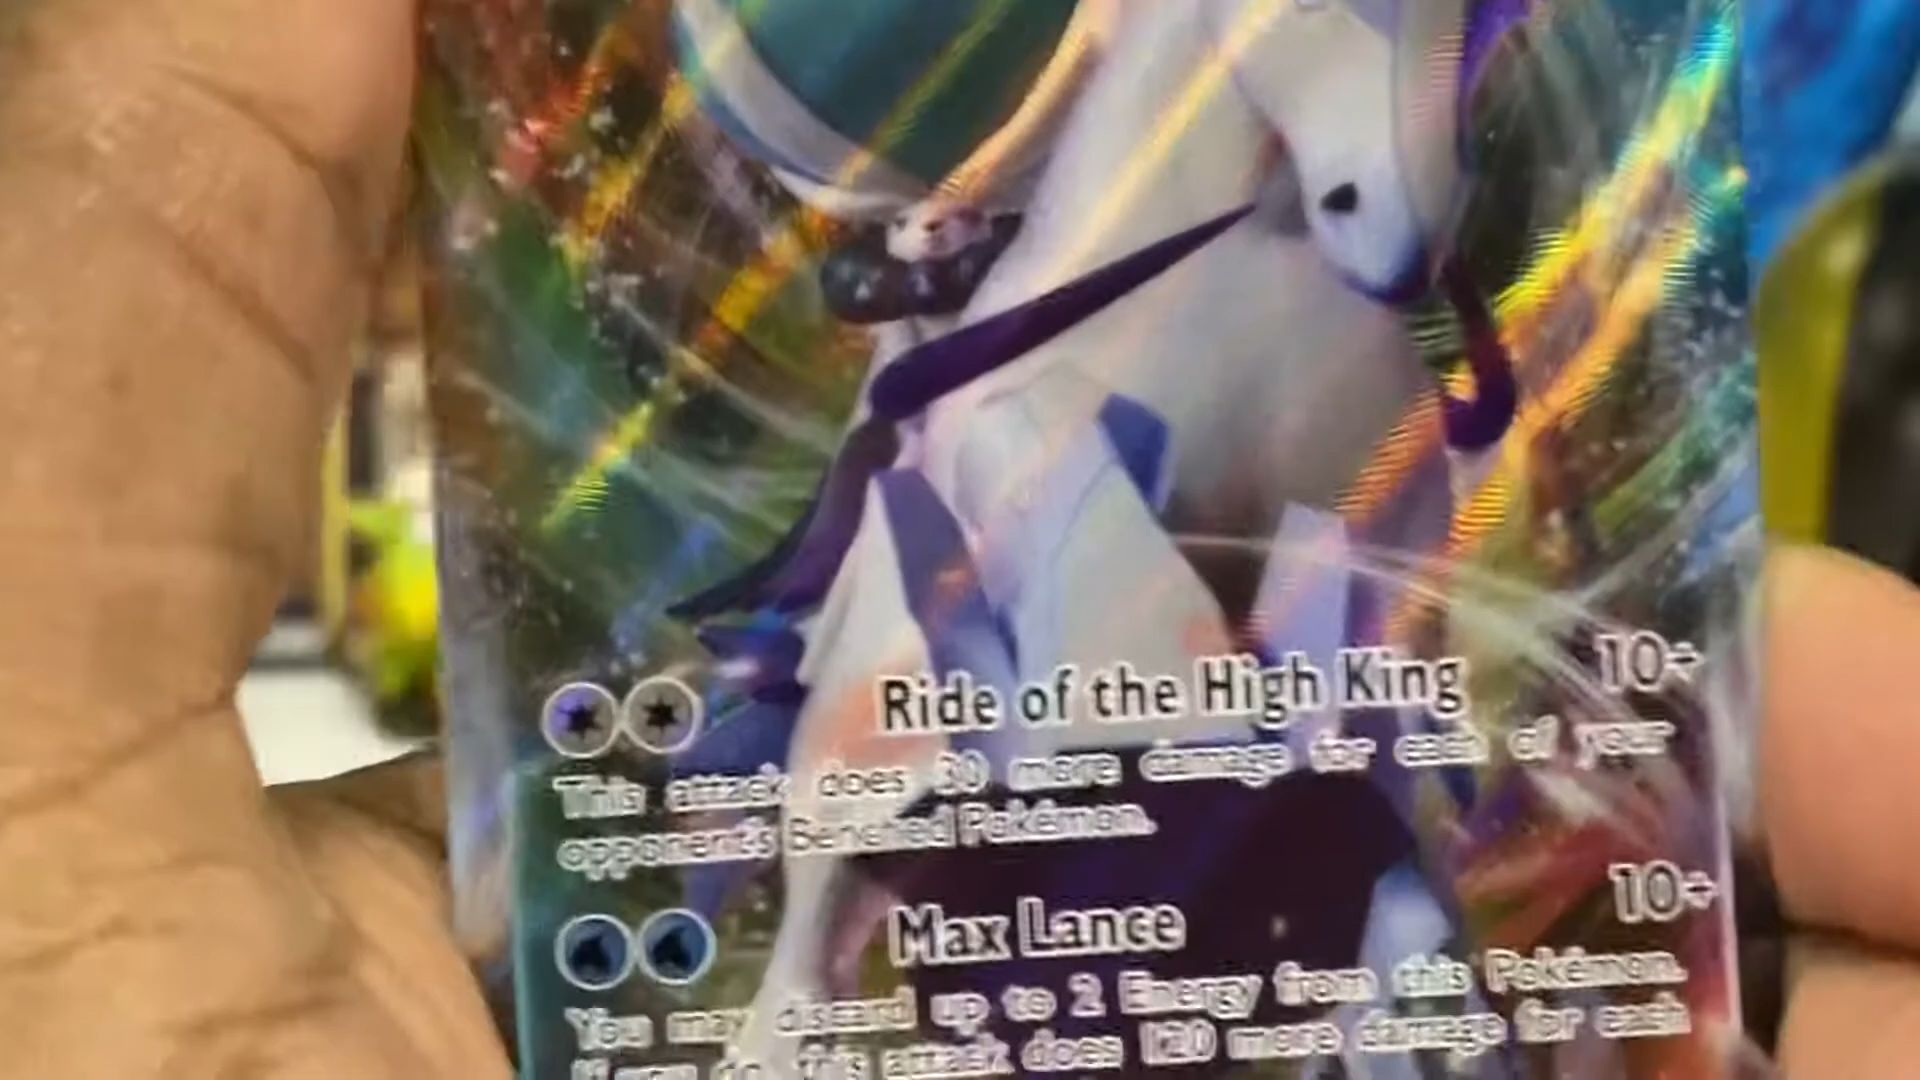 Ride of the High King 10+
This attack does 30 more damage for each of your
opponent's Benched Pokémon.
Max Lance 10+
You may discard up to 2 Energy from this Pokémon.
If you do, this attack does 120 more damage for each